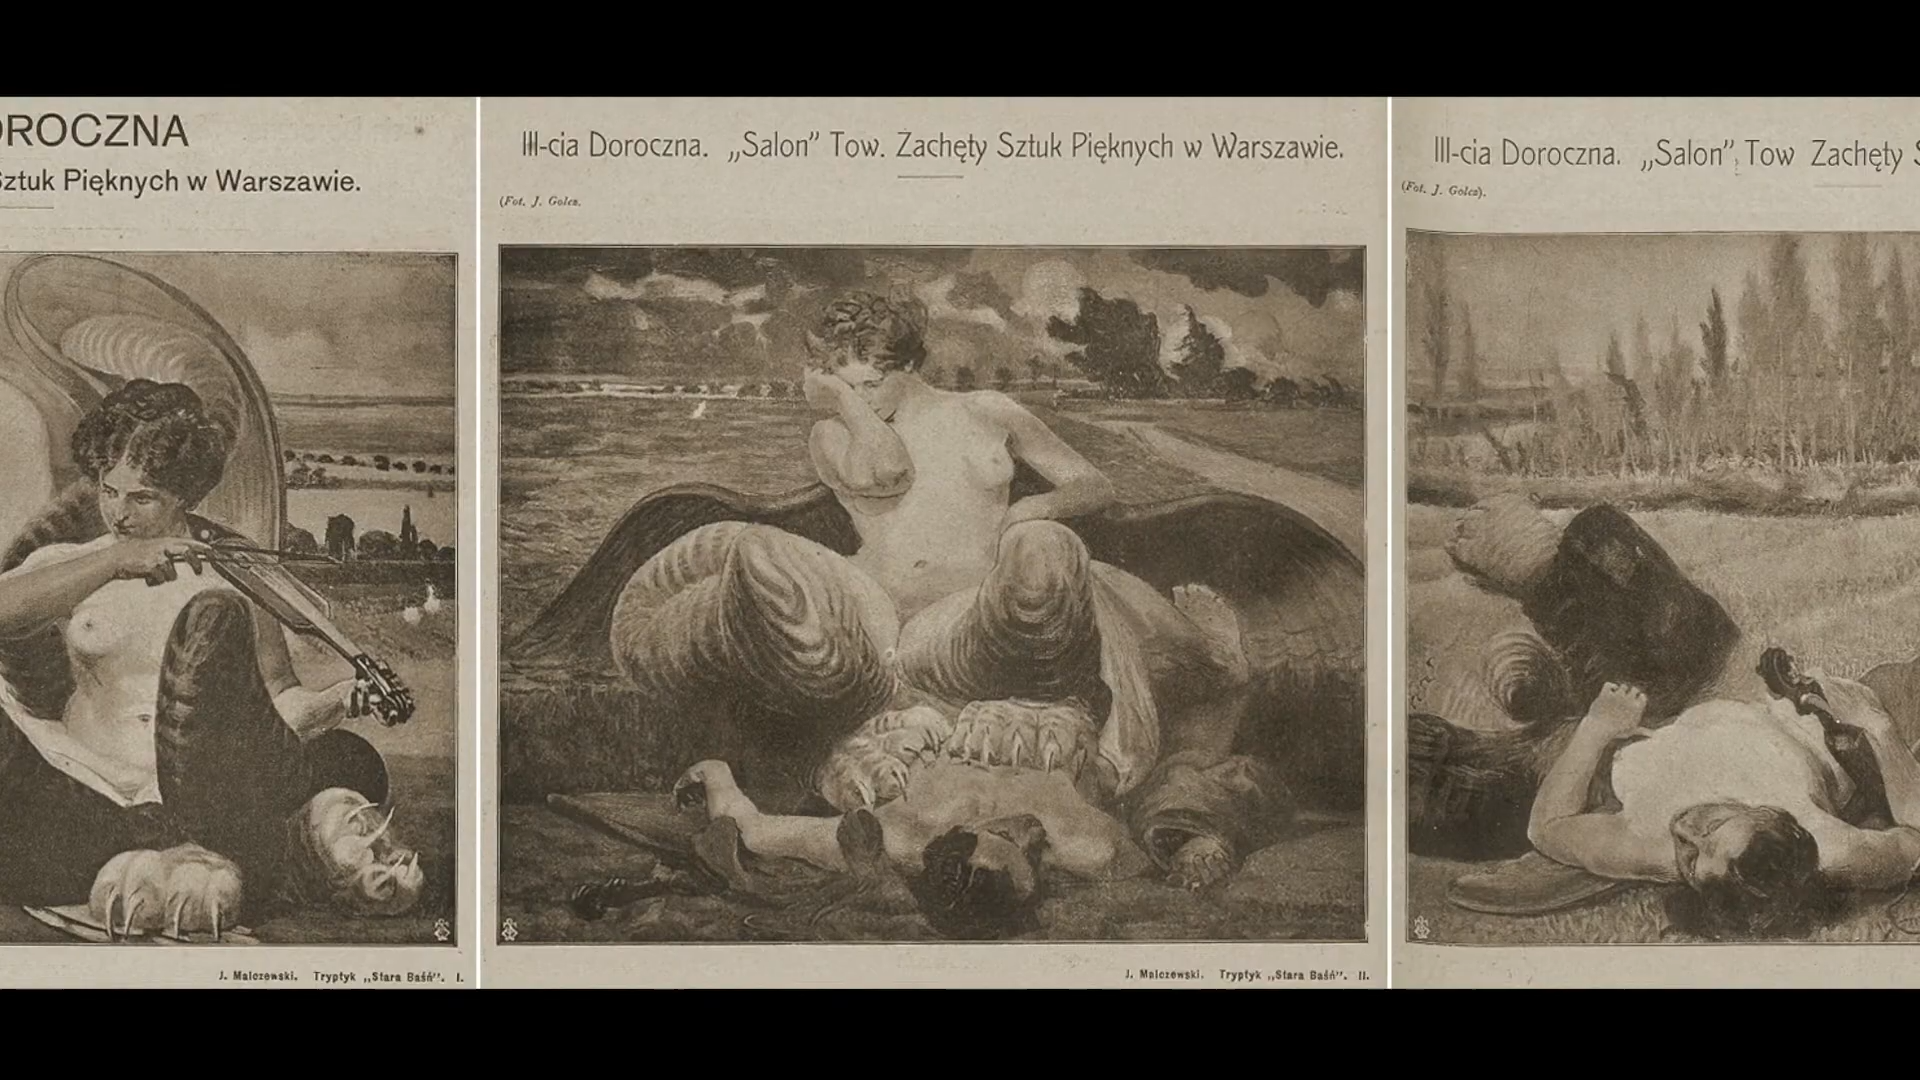 OROCZNA
Sztuk Pięknych w Warszawie.
J. Malczewski. Tryptyk „Stara Baśń”. I.
III-cia Doroczna. „Salon” Tow. Zachęty Sztuk Pięknych w Warszawie.
(Fot. J. Golcz.
J. Malczewski. Tryptyk „Stara Baśń”. II.
III-cia Doroczna. „Salon”, Tow Zachęty S
(Fot. J. Golcz).